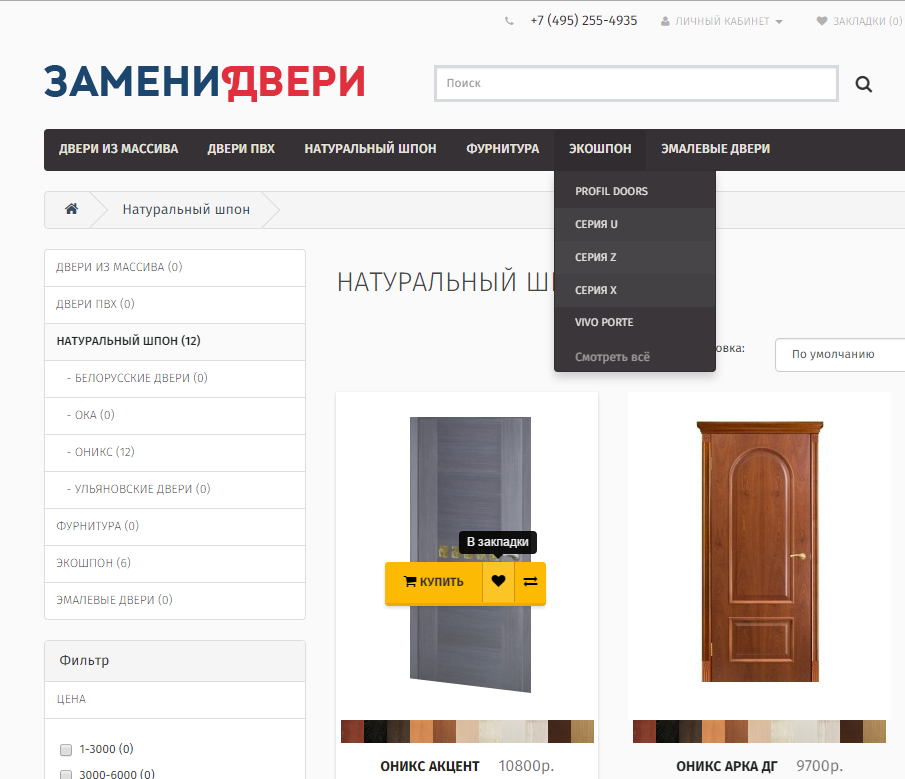 +7 (495) 255-4935 ЛИЧНЫЙ КАБИНЕТ ЗАКЛАДКИ (0)
ЗАМЕНИДВЕРИ
Поиск
ДВЕРИ ИЗ МАССИВА ДВЕРИ ПВХ НАТУРАЛЬНЫЙ ШПОН ФУРНИТУРА ЭКОШПОН ЭМАЛЕВЫЕ ДВЕРИ
PROFIL DOORS
СЕРИЯ U
СЕРИЯ Z
СЕРИЯ X
VIVO PORTE
Смотреть всё
Натуральный шпон
ДВЕРИ ИЗ МАССИВА (0)
ДВЕРИ ПВХ (0)
НАТУРАЛЬНЫЙ ШПОН (12)
- БЕЛОРУССКИЕ ДВЕРИ (0)
- ОКА (0)
- ОНИКС (12)
- УЛЬЯНОВСКИЕ ДВЕРИ (0)
ФУРНИТУРА (0)
ЭКОШПОН (6)
ЭМАЛЕВЫЕ ДВЕРИ (0)
Фильтр
ЦЕНА
1-3000 (0)
3000-6000 (0)
НАТУРАЛЬНЫЙ Ш
овка: По умолчанию
В закладки
КУПИТЬ
ОНИКС АКЦЕНТ 10800р.
ОНИКС АРКА ДГ 9700р.